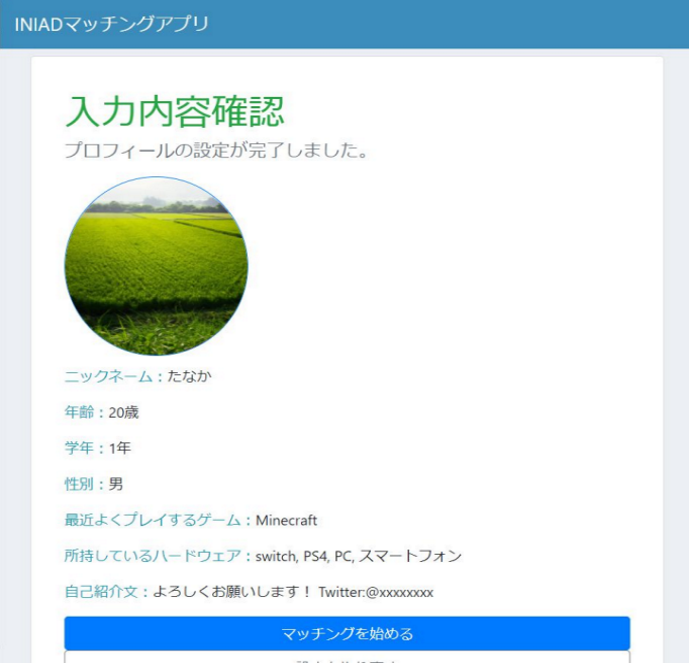 INIADマッチングアプリ
入力内容確認
プロフィールの設定が完了しました。
ニックネーム：たなか
年齢：20歳
学年：1年
性別：男
最近よくプレイするゲーム：Minecraft
所持しているハードウェア：switch, PS4, PC, スマートフォン
自己紹介文：よろしくお願いします！ Twitter:@xxxxxxxx
マッチングを始める